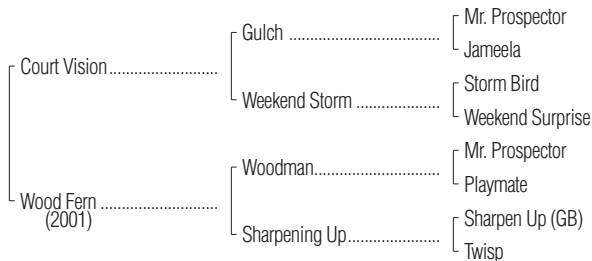 Court Vision..........................
Gulch ....................................
Mr. Prospector
Jameela
Weekend Storm ....................
Storm Bird
Weekend Surprise
Wood Fern ............................
(2001)
Woodman..............................
Mr. Prospector
Playmate
Sharpening Up......................
Sharpen Up (GB)
Twisp